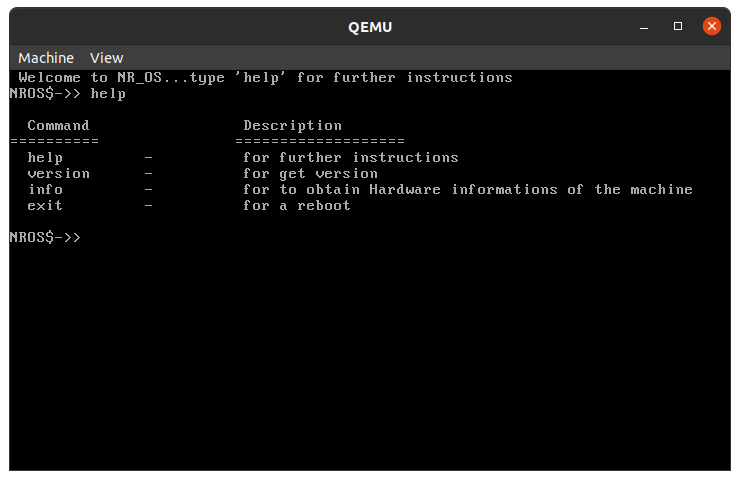 QEMU
Machine View
Welcome to NR_OS...type 'help' for further instructions
NROS$->> help
Command Description
========== ===================
help - for further instructions
version - for get version
info - for to obtain Hardware informations of the machine
exit - for a reboot
NROS$->>